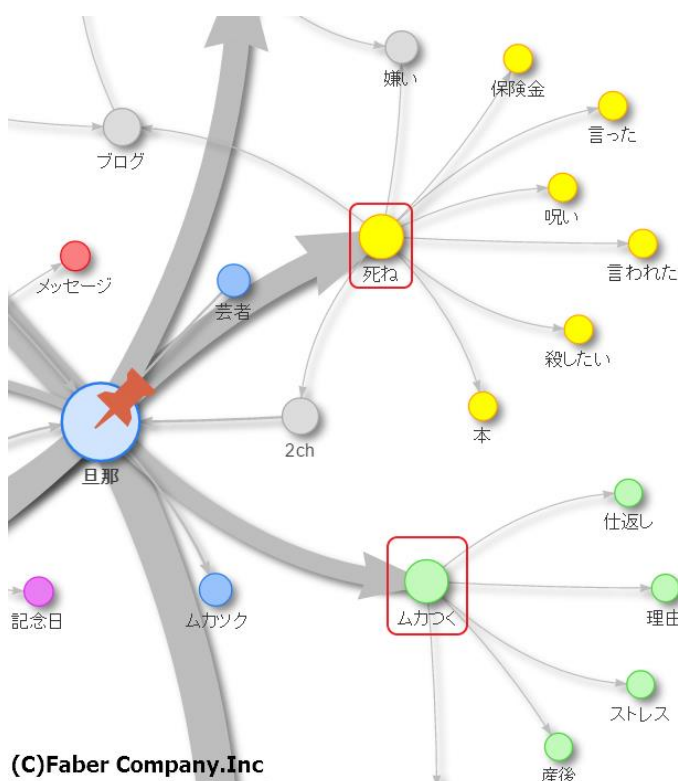 嫌い
保険金
言った
ブログ
呪い
言われた
死ね
メッセージ
芸者
殺したい
本
2ch
旦那
仕返し
ムカつく
理由
記念日
ムカツク
ストレス
産後
(C)Faber Company.Inc